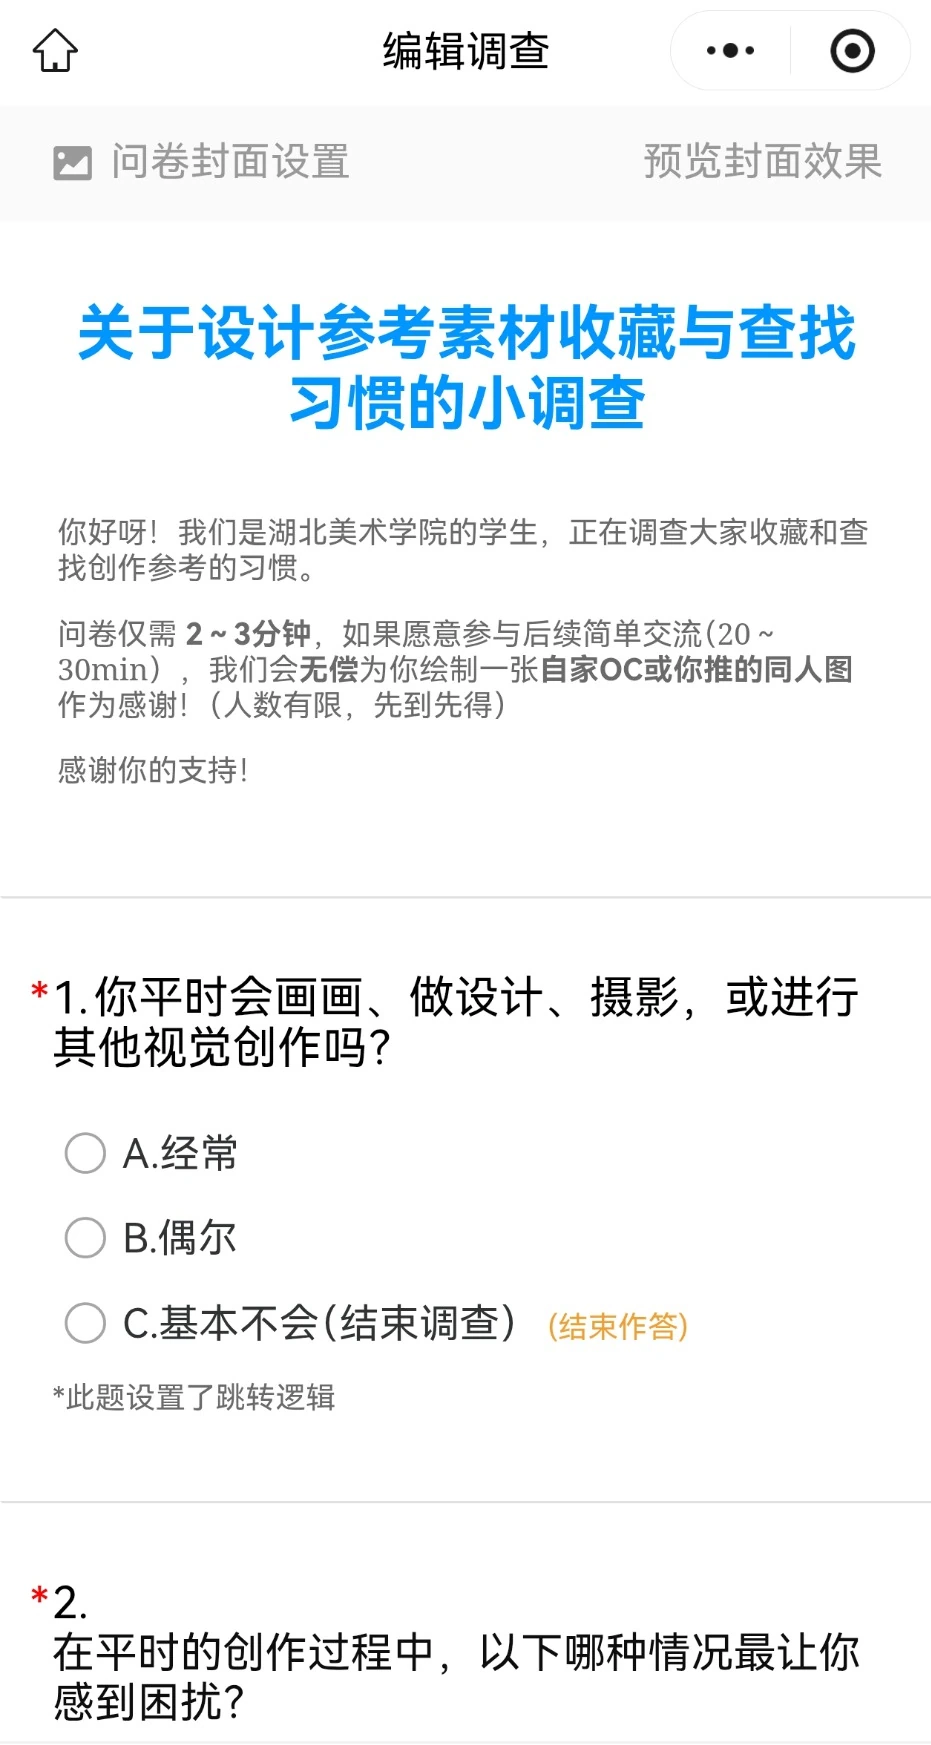 编辑调查
问卷封面设置
预览封面效果
关于设计参考素材收藏与查找
习惯的小调查
你好呀！我们是湖北美术学院的学生，正在调查大家收藏和查
找创作参考的习惯。
问卷仅需 2～3分钟，如果愿意参与后续简单交流(20～
30min），我们会无偿为你绘制一张自家OC或你推的同人图
作为感谢！（人数有限，先到先得）
感谢你的支持！
*1.你平时会画画、做设计、摄影，或进行
其他视觉创作吗？
A.经常
B.偶尔
C.基本不会(结束调查） (结束作答)
*此题设置了跳转逻辑
*2.
在平时的创作过程中，以下哪种情况最让你
感到困扰？